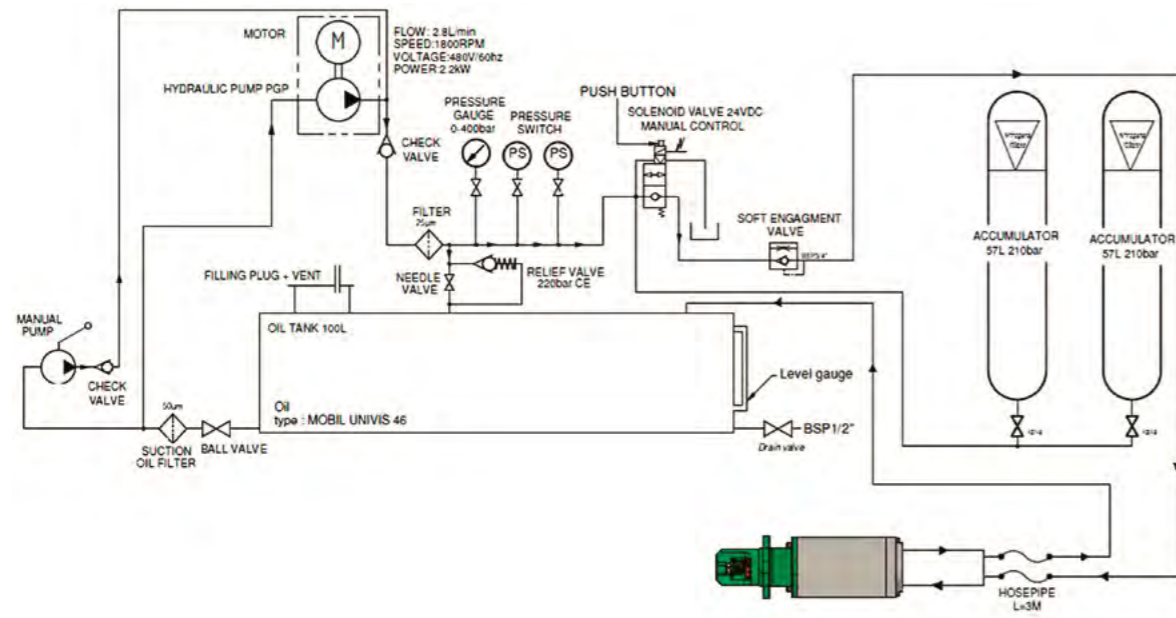 MOTOR
M
FLOW: 2.8L/min
SPEED:1800RPM
VOLTAGE:480V/60hz
POWER:2.2kW
HYDRAULIC PUMP PGP
CHECK
VALVE
PRESSURE
GAUGE
0-400bar
PRESSURE
SWITCH
PS
PS
PUSH BUTTON
SOLENOID VALVE 24VDC
MANUAL CONTROL
FILTER
25um
SOFT ENGAGMENT
VALVE
BSP3/4"
ACCUMULATOR
57L 210bar
ACCUMULATOR
57L 210bar
NEEDLE
VALVE
RELIEF VALVE
220bar CE
FILLING PLUG + VENT
MANUAL
PUMP
CHECK
VALVE
OIL TANK 100L
Oil
type : MOBIL UNIVIS 46
Level gauge
50um
SUCTION
OIL FILTER
BALL VALVE
BSP1/2"
Drain valve
HOSEPIPE
L=3M